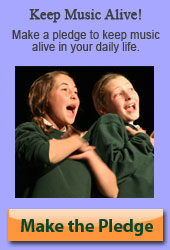 Keep Music Alive!
Make a pledge to keep music
alive in your daily life.
Make the Pledge